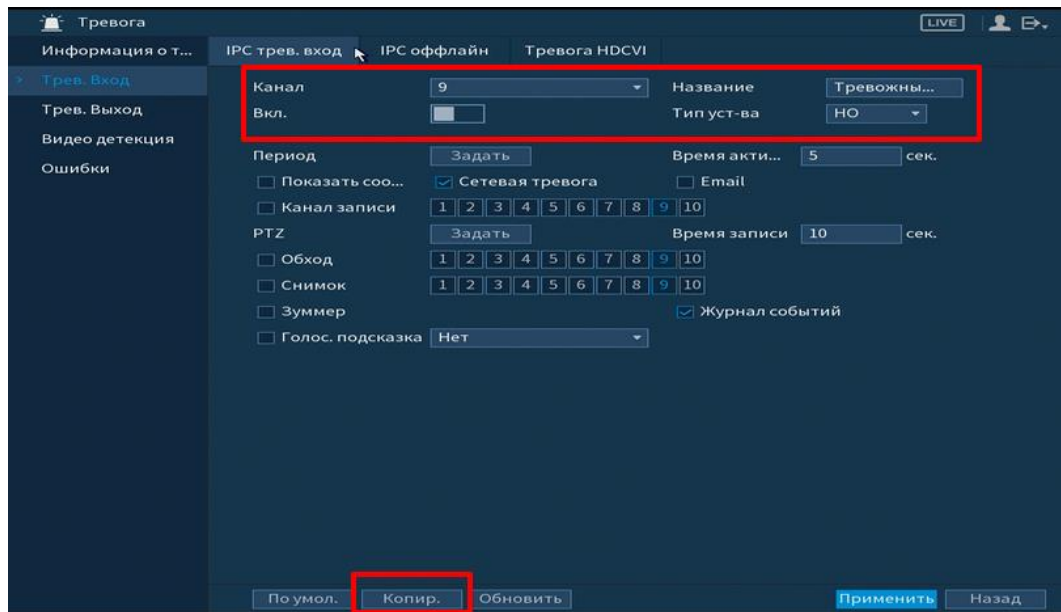 Тревога LIVE
Информация о т... IPC трев. вход IPC оффлайн Тревога HDCVI
> Трев. Вход Канал 9 Название Тревожны...
Трев. Выход Вкл. Тип уст-ва НО
Видео детекция
Ошибки Период Задать Время акти... 5 сек.
Показать соо... Сетевая тревога Email
Канал записи 1 2 3 4 5 6 7 8 9 10
PTZ Задать Время записи 10 сек.
Обход 1 2 3 4 5 6 7 8 9 10
Снимок 1 2 3 4 5 6 7 8 9 10
Зуммер Журнал событий
Голос. подсказка Нет
По умол. Копир. Обновить Применить Назад